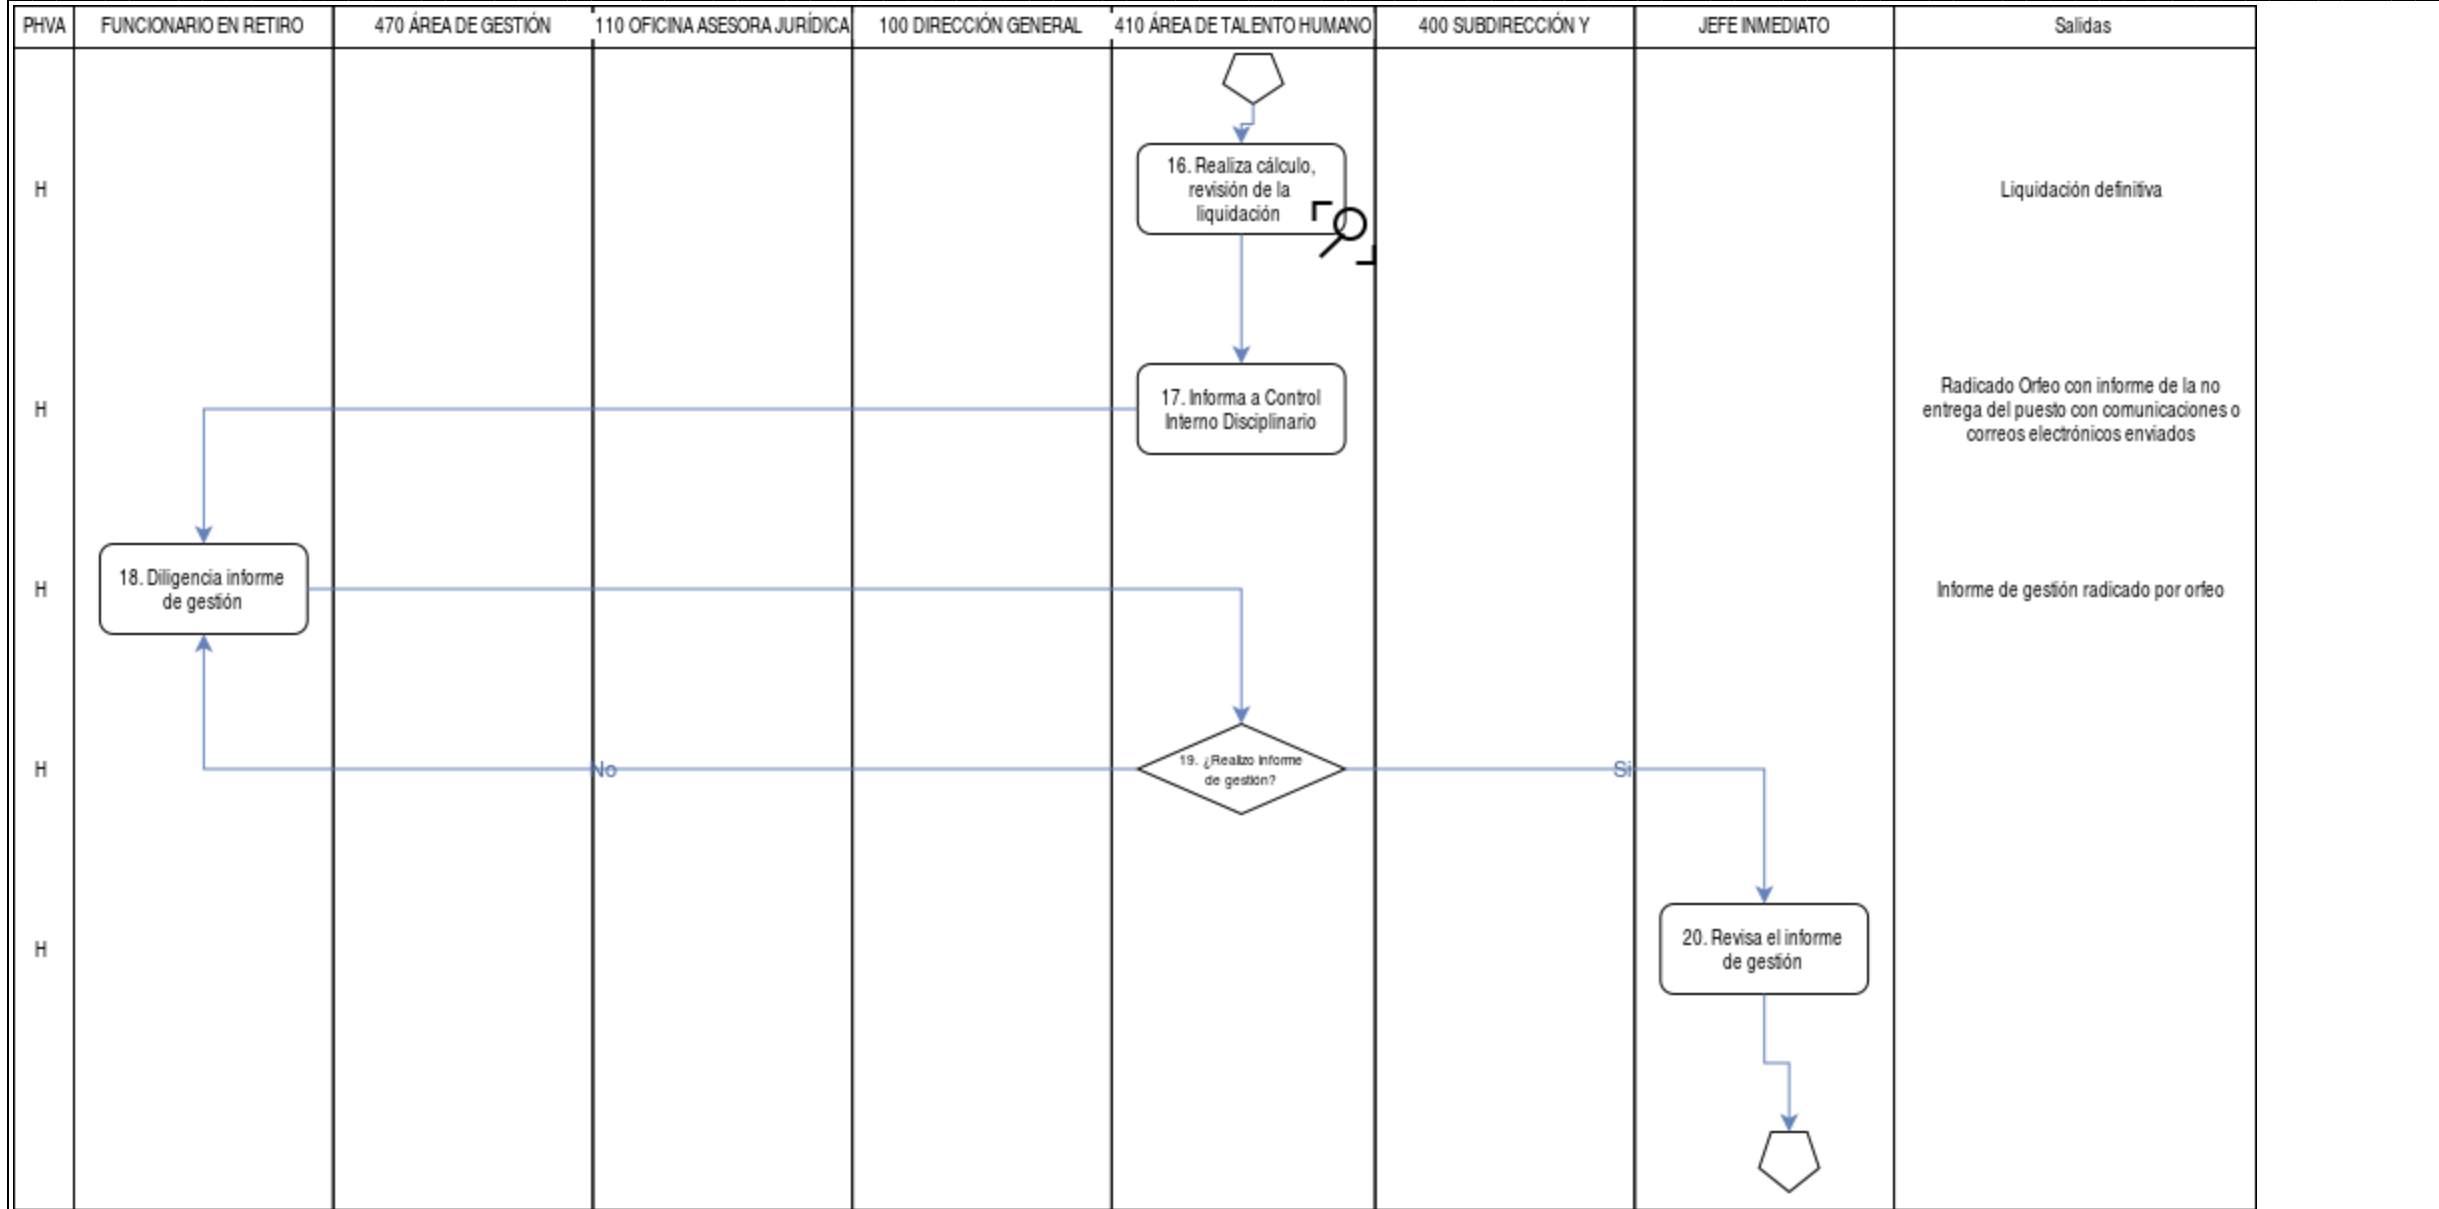 PHVA
FUNCIONARIO EN RETIRO
470 ÁREA DE GESTIÓN
110 OFICINA ASESORA JURÍDICA
100 DIRECCIÓN GENERAL
410 ÁREA DE TALENTO HUMANO
400 SUBDIRECCIÓN Y
JEFE INMEDIATO
Salidas
H
16. Realiza cálculo,
revisión de la
liquidación
Liquidación definitiva
H
17. Informa a Control
Interno Disciplinario
Radicado Orfeo con informe de la no
entrega del puesto con comunicaciones o
correos electrónicos enviados
H
18. Diligencia informe
de gestión
Informe de gestión radicado por orfeo
H
No
19. ¿Realizo informe
de gestión?
Si
H
20. Revisa el informe
de gestión